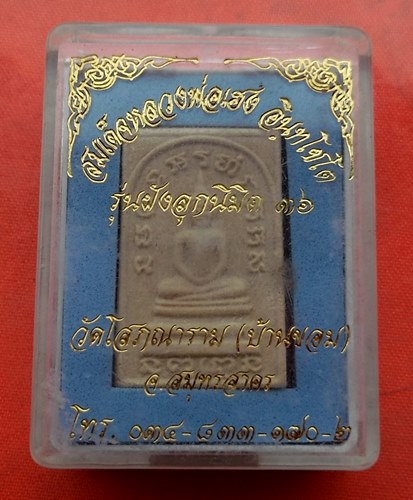 สมเด็จหลวงพ่อเฮง อินฺทโชโต
รุ่นฝังลูกนิมิต ๓๖
วัดโสภณาราม (บ้านขอม)
จ.สมุทรสาคร
โทร. ๐๓๔-๘๓๓-๑๗๐-๒